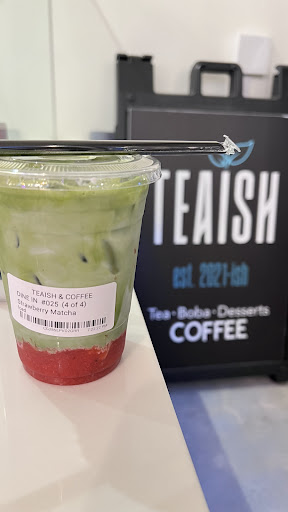 TEAISH
est. 2021-ish
Tea • Boba • Desserts
COFFEE
TEAISH & COFFEE
DINE IN #025 (4 of 4)
Strawberry Matcha